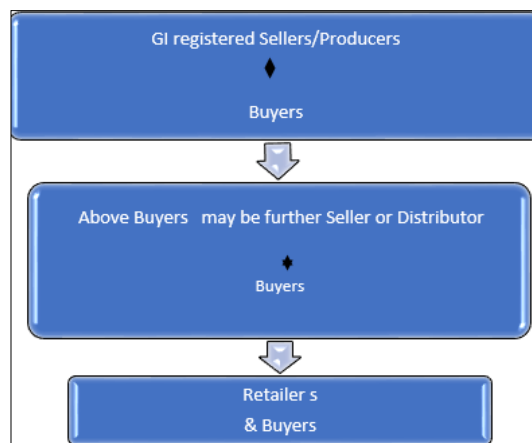 GI registered Sellers/Producers
Buyers
Above Buyers may be further Seller or Distributor
Buyers
Retailer s
& Buyers